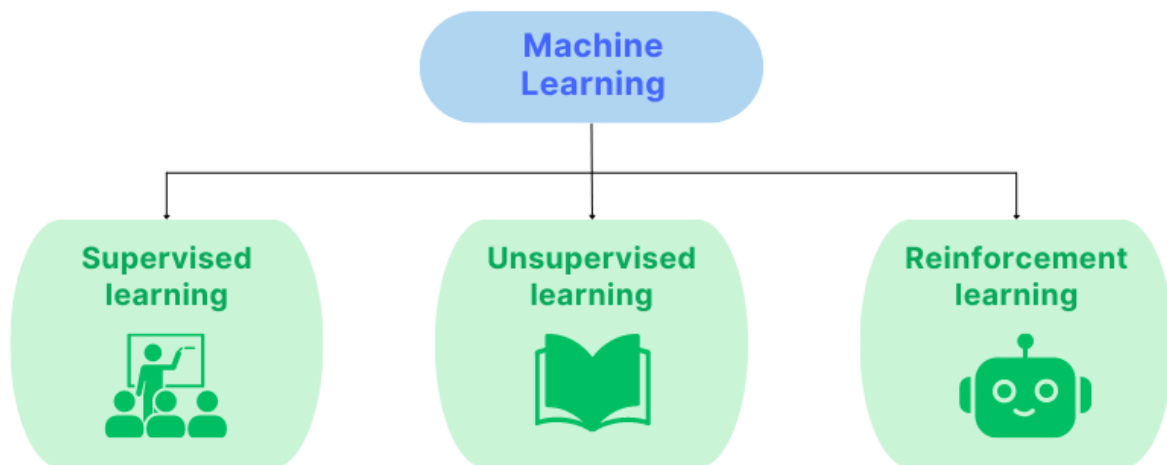 Machine
Learning
Supervised
learning
Unsupervised
learning
Reinforcement
learning